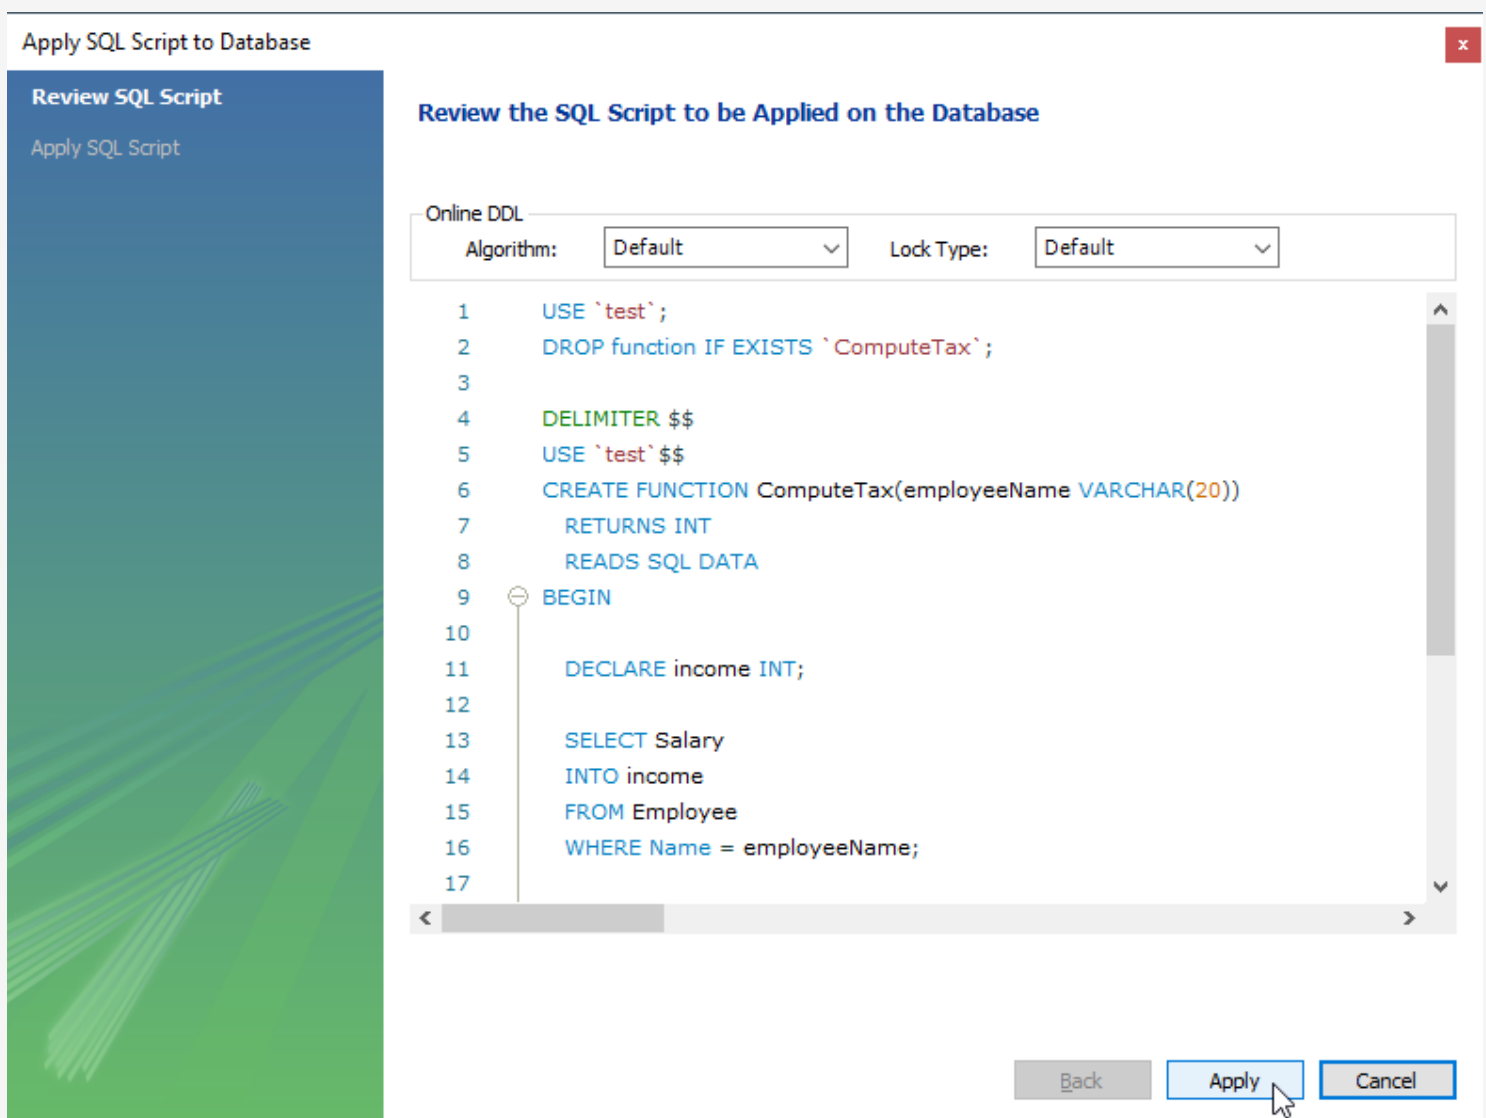 Apply SQL Script to Database
x
Review SQL Script
Apply SQL Script
Review the SQL Script to be Applied on the Database
Online DDL
Algorithm: Default Lock Type: Default
1 USE `test`;
2 DROP function IF EXISTS `ComputeTax`;
3
4 DELIMITER $$
5 USE `test`$$
6 CREATE FUNCTION ComputeTax(employeeName VARCHAR(20))
7 RETURNS INT
8 READS SQL DATA
9 BEGIN
10
11 DECLARE income INT;
12
13 SELECT Salary
14 INTO income
15 FROM Employee
16 WHERE Name = employeeName;
17
Back Apply Cancel